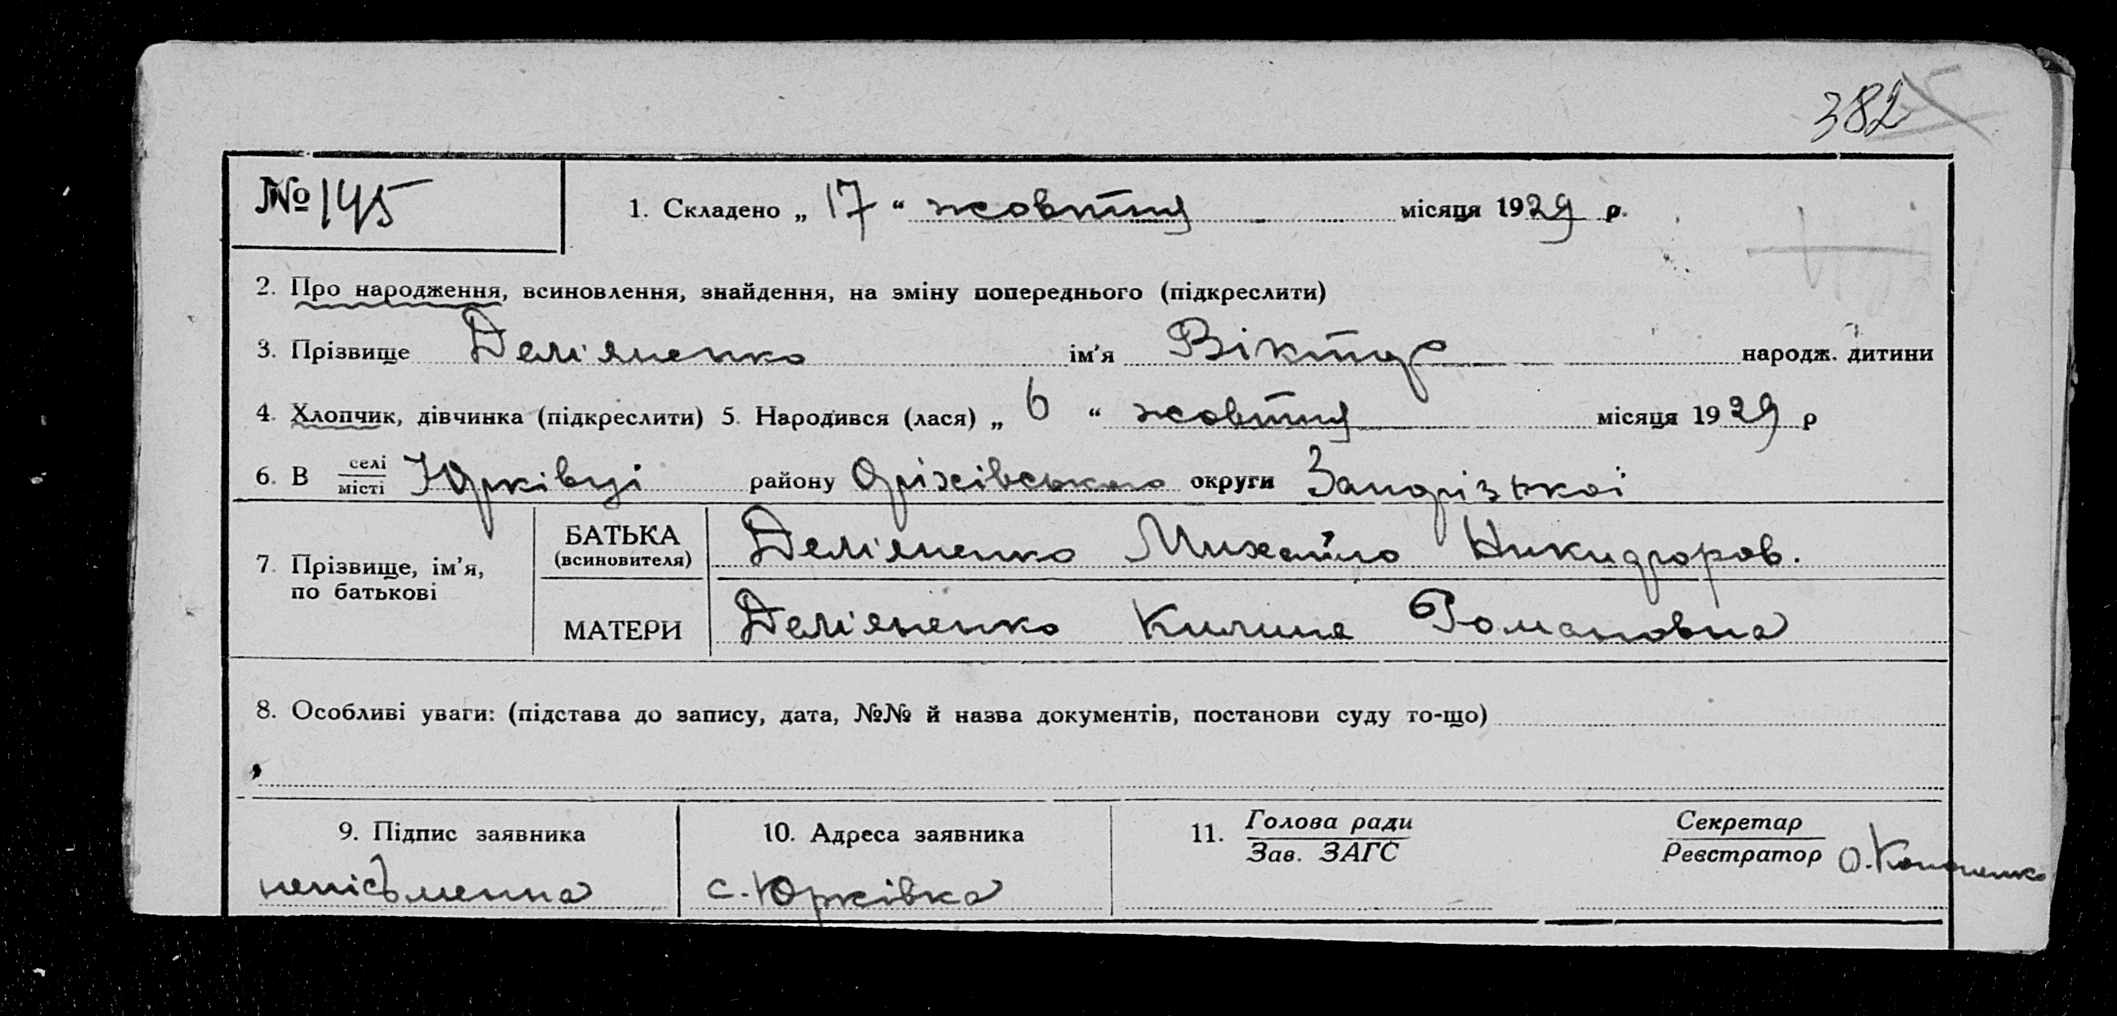 382
№ 145
1. Складено „ 17 “ жовтня місяця 1929 р.
2. Про народження, всиновлення, знайдення, на зміну попереднього (підкреслити)
3. Прізвище Дем'яненко ім'я Віктор народж. дитини
4. Хлопчик, дівчинка (підкреслити) 5. Народився (лася) „ 6 “ жовтня місяця 1929 р
6. В селі місті Юрківці району Оріхівського округи Запорізької
7. Прізвище, ім'я, по батькові
БАТЬКА (всиновителя) Дем'яненко Михайло Никифоров.
МАТЕРИ Дем'яненко Килина Романовна
8. Особливі уваги: (підстава до запису, дата, №№ й назва документів, постанови суду то-що)
9. Підпис заявника 10. Адреса заявника 11. Голова ради Зав. ЗАГС Секретар Реєстратор
неписьменна с. Юрківка